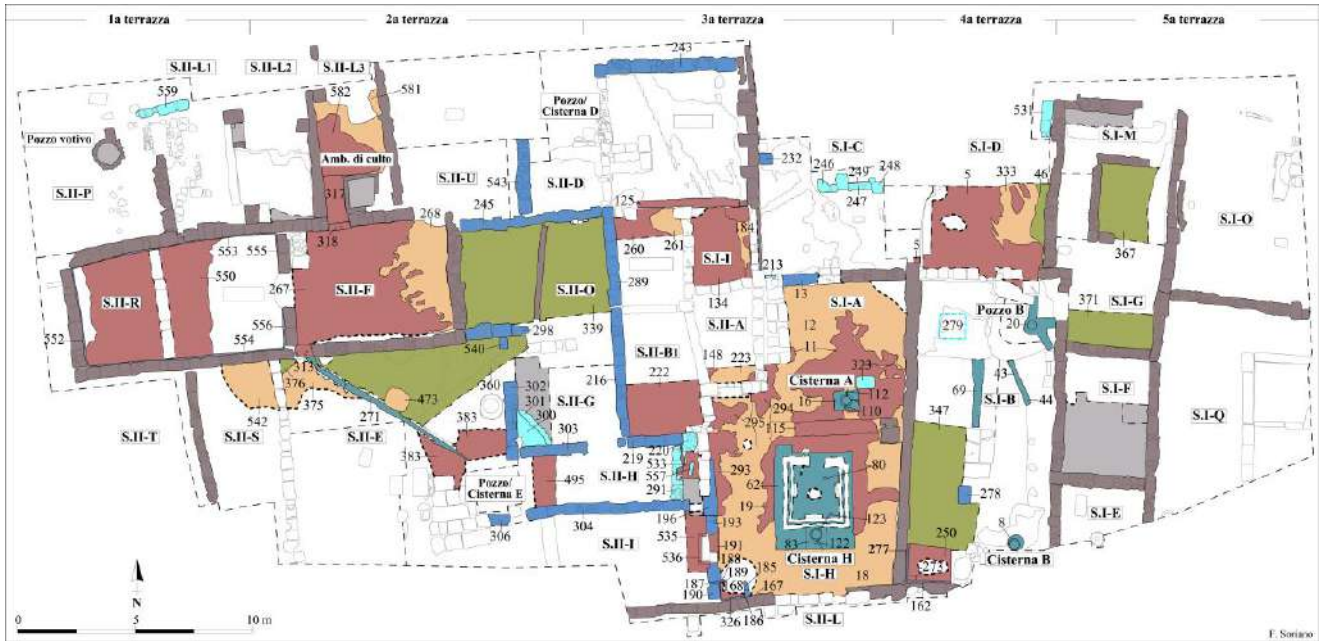 1a terrazza 2a terrazza 3a terrazza 4a terrazza 5a terrazza
243
S.II-L1 S.II-L2 S.II-L3
559 582 581
Pozzo/
Cisterna D
531
S.I-M
Pozzo votivo
Amb. di culto
232 S.I-C S.I-D
246 249 248
247
5 333 46
S.II-P 317 S.II-U 543 S.II-D
245 125
268
318
553 555
550
260 261 184
S.I-I
213
5
S.I-O
367
S.II-R 267 S.II-F S.II-O 289 134
13 S.I-A
S.II-A
279 Pozzo B 20
371 S.I-G
552 554 556
298 339
540
12
11
148 223
S.II-B1
222
313
376
375
360 302
301
300
216
323
Cisterna A
16 112
110
43
69 44
S.I-B
S.I-F
542 271 473
383
S.II-G
303
294
295 115
347
S.I-Q
S.II-T S.II-S S.II-E
383
219 220
533
557
291
S.II-H
293 62 80
Pozzo/
Cisterna E
495
19
278
S.I-E
306 304
196 193
535
536
191
188
83 122 123
Cisterna H
277 250 8
Cisterna B
S.II-I
187
190
189
168
185
167
S.I-H
18
273
326 186 S.II-L 162
N
0 5 10 m
F. Soriano